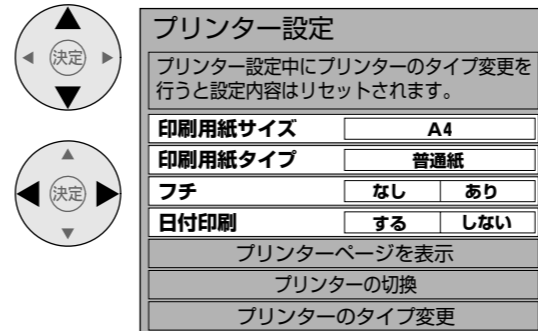 決定
プリンター設定
プリンター設定中にプリンターのタイプ変更を
行うと設定内容はリセットされます。
印刷用紙サイズ A4
印刷用紙タイプ 普通紙
決定
フチ なし あり
日付印刷 する しない
プリンターページを表示
プリンターの切換
プリンターのタイプ変更